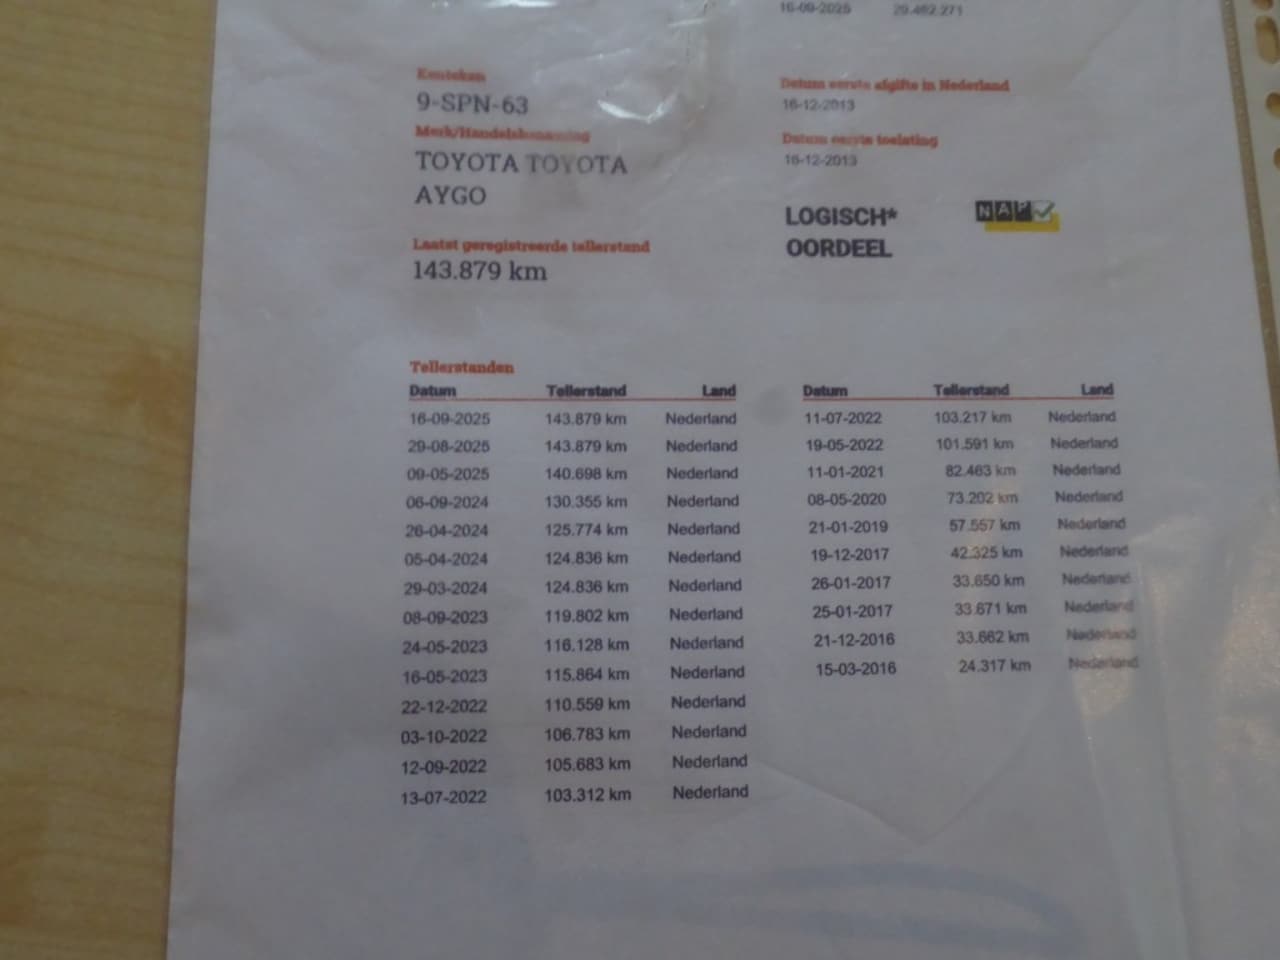 16-09-2025 29.482.271
Kenteken
9-SPN-63
Merk/Handelsbenaming
TOYOTA TOYOTA
AYGO
Laatst geregistreerde tellerstand
143.879 km
Datum eerste afgifte in Nederland
16-12-2013
Datum eerste toelating
16-12-2013
LOGISCH*
OORDEEL
NAP
Tellerstanden
Datum Tellerstand Land
16-09-2025 143.879 km Nederland
29-08-2025 143.879 km Nederland
09-05-2025 140.698 km Nederland
06-09-2024 130.355 km Nederland
26-04-2024 125.774 km Nederland
05-04-2024 124.836 km Nederland
29-03-2024 124.836 km Nederland
08-09-2023 119.802 km Nederland
24-05-2023 116.128 km Nederland
16-05-2023 115.864 km Nederland
22-12-2022 110.559 km Nederland
03-10-2022 106.783 km Nederland
12-09-2022 105.683 km Nederland
13-07-2022 103.312 km Nederland
Datum Tellerstand Land
11-07-2022 103.217 km Nederland
19-05-2022 101.591 km Nederland
11-01-2021 82.463 km Nederland
08-05-2020 73.202 km Nederland
21-01-2019 57.557 km Nederland
19-12-2017 42.325 km Nederland
26-01-2017 33.650 km Nederland
25-01-2017 33.671 km Nederland
21-12-2016 33.662 km Nederland
15-03-2016 24.317 km Nederland